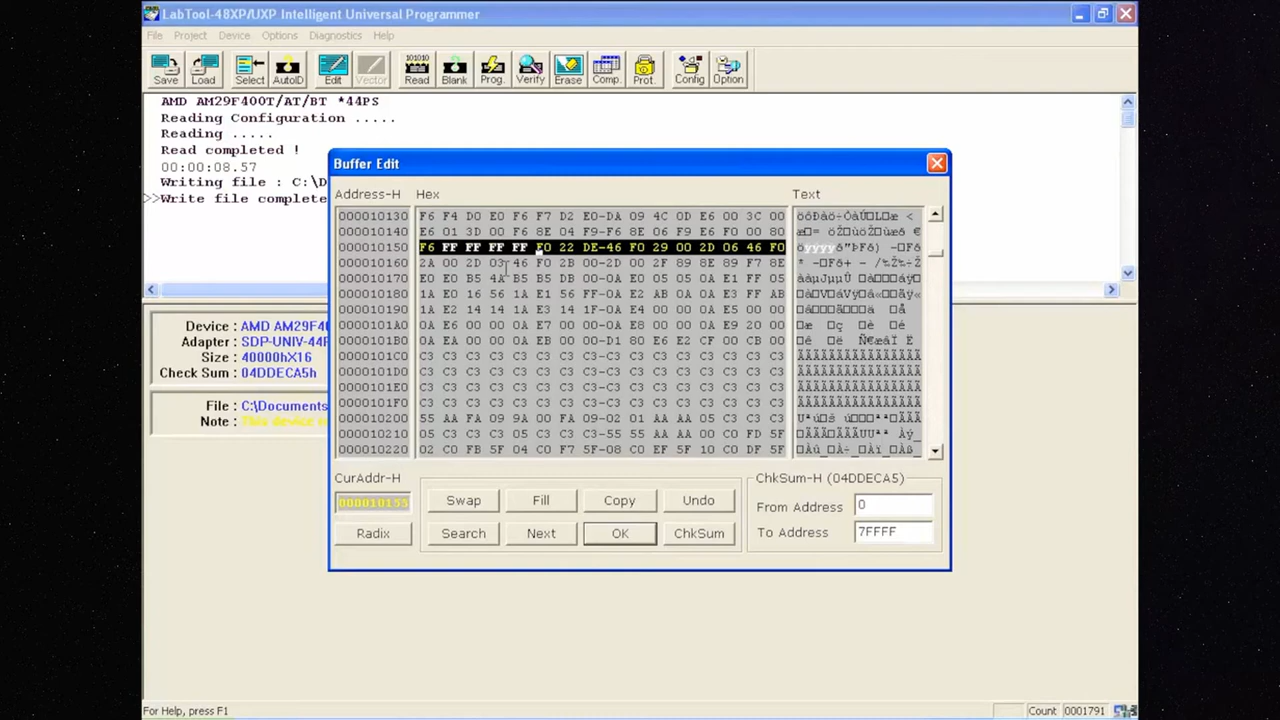 LabTool-48XP/UXP Intelligent Universal Programmer
File Project Device Options Diagnostics Help
101010
Save Load Select AutoID Edit Vector Read Blank Prog. Verify Erase Comp. Prot. Config Option
AMD AM29F400T/AT/BT *44PS
Reading Configuration .....
Reading .....
Read completed !
00:00:08.57
Writing file : C:\D
>>Write file complete
Device : AMD AM29F40
Adapter : SDP-UNIV-44P
Size : 40000hX16
Check Sum : 04DDECA5h
File : C:\Documents
Note : This device
Buffer Edit
Address-H Hex Text
000010130 F6 F4 D0 E0 F6 F7 D2 E0-DA 09 4C 0D E6 00 3C 00
000010140 E6 01 3D 00 F6 8E 04 F9-F6 8E 06 F9 E6 F0 00 80
000010150 F6 FF FF FF FF F0 22 DE-46 F0 29 00 2D 06 46 F0
000010160 2A 00 2D 03 46 F0 2B 00-2D 00 2F 89 8E 89 F7 8E
000010170 E0 E0 B5 4A B5 B5 DB 00-0A E0 05 05 0A E1 FF 05
000010180 1A E0 16 56 1A E1 56 FF-0A E2 AB 0A 0A E3 FF AB
000010190 1A E2 14 14 1A E3 14 1F-0A E4 00 00 0A E5 00 00
0000101A0 0A E6 00 00 0A E7 00 00-0A E8 00 00 0A E9 20 00
0000101B0 0A EA 00 00 0A EB 00 00-D1 80 E6 E2 CF 00 CB 00
0000101C0 C3 C3 C3 C3 C3 C3 C3 C3-C3 C3 C3 C3 C3 C3 C3 C3
0000101D0 C3 C3 C3 C3 C3 C3 C3 C3-C3 C3 C3 C3 C3 C3 C3 C3
0000101E0 C3 C3 C3 C3 C3 C3 C3 C3-C3 C3 C3 C3 C3 C3 C3 C3
0000101F0 C3 C3 C3 C3 C3 C3 C3 C3-C3 C3 C3 C3 C3 C3 C3 C3
000010200 55 AA FA 09 9A 00 FA 09-02 01 AA AA 05 C3 C3 C3
000010210 05 C3 C3 C3 05 C3 C3 C3-55 55 AA AA 00 C0 FD 5F
000010220 02 C0 FB 5F 04 C0 F7 5F-08 C0 EF 5F 10 C0 DF 5F
CurAddr-H
000010155
Radix
Swap Fill Copy Undo
Search Next OK ChkSum
ChkSum-H (04DDECA5)
From Address 0
To Address 7FFFF
For Help, press F1
Count 0001791